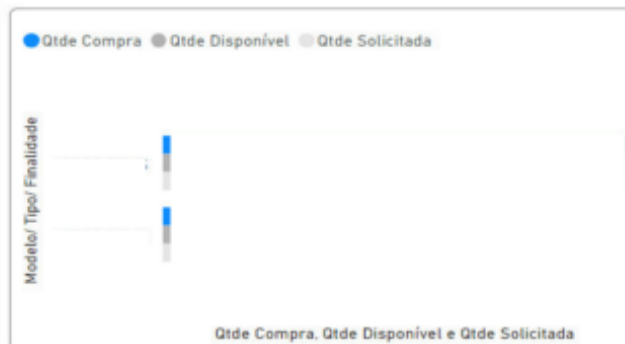 Qtde Compra Qtde Disponível Qtde Solicitada
Modelo/ Tipo/ Finalidade
Qtde Compra, Qtde Disponível e Qtde Solicitada